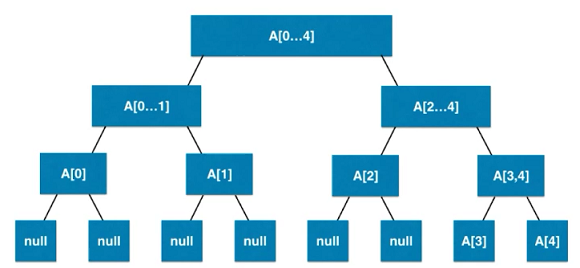 A[0...4]
A[0...1]
A[2...4]
A[0]
A[1]
A[2]
A[3,4]
null
null
null
null
null
null
A[3]
A[4]